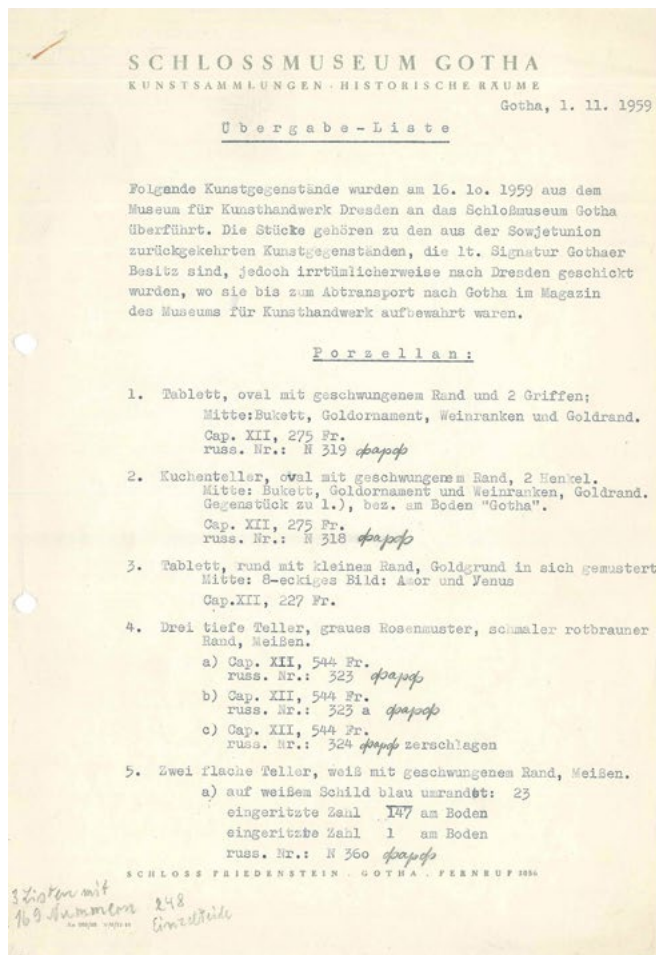 SCHLOSSMUSEUM GOTHA
KUNSTSAMMLUNGEN · HISTORISCHE RÄUME
Gotha, 1. 11. 1959
Übergabe-Liste
Folgende Kunstgegenstände wurden am 16. 1o. 1959 aus dem
Museum für Kunsthandwerk Dresden an das Schloßmuseum Gotha
überführt. Die Stücke gehören zu den aus der Sowjetunion
zurückgekehrten Kunstgegenständen, die lt. Signatur Gothaer
Besitz sind, jedoch irrtümlicherweise nach Dresden geschickt
wurden, wo sie bis zum Abtransport nach Gotha im Magazin
des Museums für Kunsthandwerk aufbewahrt waren.
Porzellan:
1. Tablett, oval mit geschwungenem Rand und 2 Griffen;
Mitte:Bukett, Goldornament, Weinranken und Goldrand.
Cap. XII, 275 Fr.
russ. Nr.: N 319 фарф
2. Kuchenteller, oval mit geschwungenem Rand, 2 Henkel.
Mitte: Bukett, Goldornament und Weinranken, Goldrand.
Gegenstück zu 1.), bez. am Boden "Gotha".
Cap. XII, 275 Fr.
russ. Nr.: N 318 фарф
3. Tablett, rund mit kleinem Rand, Goldgrund in sich gemustert
Mitte: 8-eckiges Bild: Amor und Venus
Cap.XII, 227 Fr.
4. Drei tiefe Teller, graues Rosenmuster, schmaler rotbrauner
Rand, Meißen.
a) Cap. XII, 544 Fr.
russ. Nr.: 323 фарф
b) Cap. XII, 544 Fr.
russ. Nr.: 323 a фарф
c) Cap. XII, 544 Fr.
russ. Nr.: 324 фарф zerschlagen
5. Zwei flache Teller, weiß mit geschwungenem Rand, Meißen.
a) auf weißem Schild blau umrandet: 23
eingeritzte Zahl 147 am Boden
eingeritzte Zahl 1 am Boden
russ. Nr.: N 36o фарф
SCHLOSS FRIEDENSTEIN · GOTHA · FERNRUF 2036
3 Listen mit
169 Nummern 248
Einzelteile